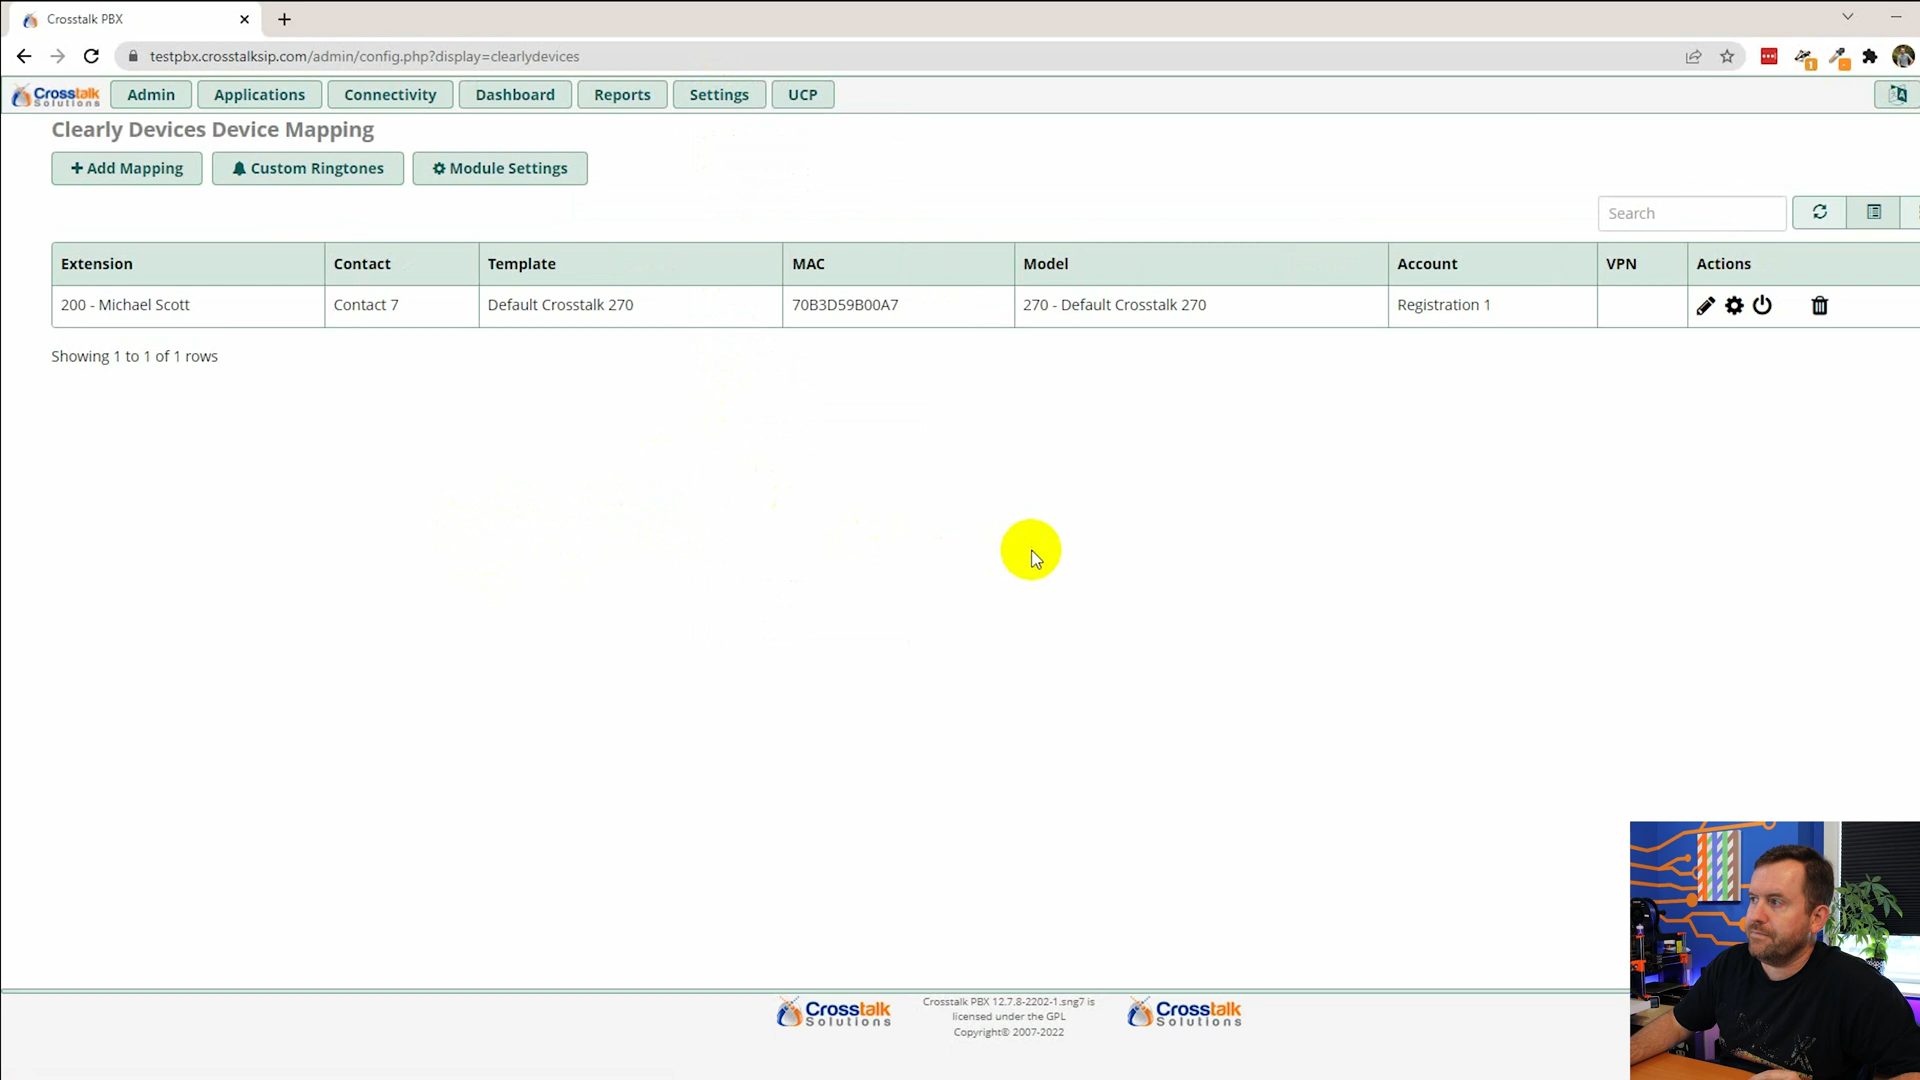 Crosstalk PBX
testpbx.crosstalksip.com/admin/config.php?display=clearlydevices
1
Crosstalk Solutions
Admin
Applications
Connectivity
Dashboard
Reports
Settings
UCP
Clearly Devices Device Mapping
Add Mapping
Custom Ringtones
Module Settings
Search
Extension Contact Template MAC Model Account VPN Actions
200 - Michael Scott Contact 7 Default Crosstalk 270 70B3D59B00A7 270 - Default Crosstalk 270 Registration 1
Showing 1 to 1 of 1 rows
Crosstalk Solutions
Crosstalk PBX 12.7.8-2202-1.sng7 is
licensed under the GPL
Copyright© 2007-2022
Crosstalk Solutions